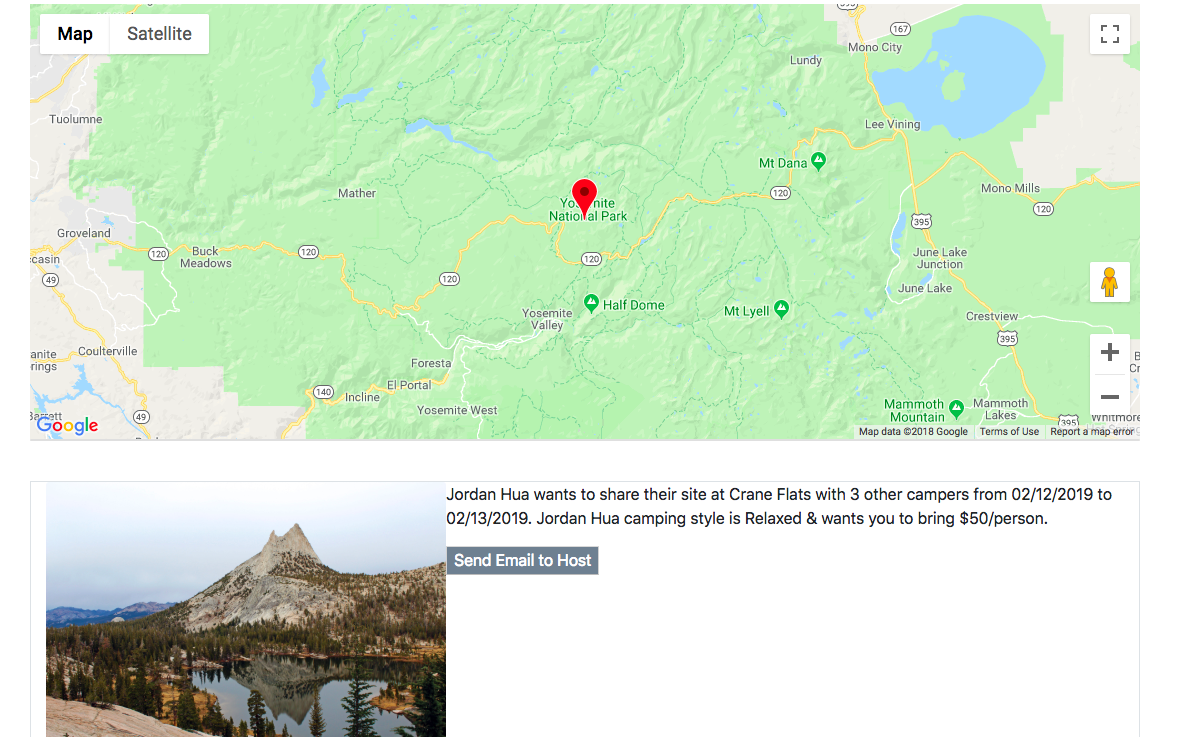 Map Satellite
167
Mono City
Lundy
Tuolumne
Lee Vining
Mt Dana
Mather
120
Mono Mills
Yosemite
National Park
120
395
Groveland
Buck
Meadows
120
120
120
June Lake
Junction
ccasin
49
120
June Lake
Half Dome
Mt Lyell
Yosemite
Valley
Crestview
395
Coulterville
Foresta
El Portal
140
Incline
Yosemite West
49
Mammoth
Mountain
Mammoth
Lakes
395
Whitmore
Google
Map data ©2018 Google Terms of Use Report a map error
Jordan Hua wants to share their site at Crane Flats with 3 other campers from 02/12/2019 to
02/13/2019. Jordan Hua camping style is Relaxed & wants you to bring $50/person.
Send Email to Host